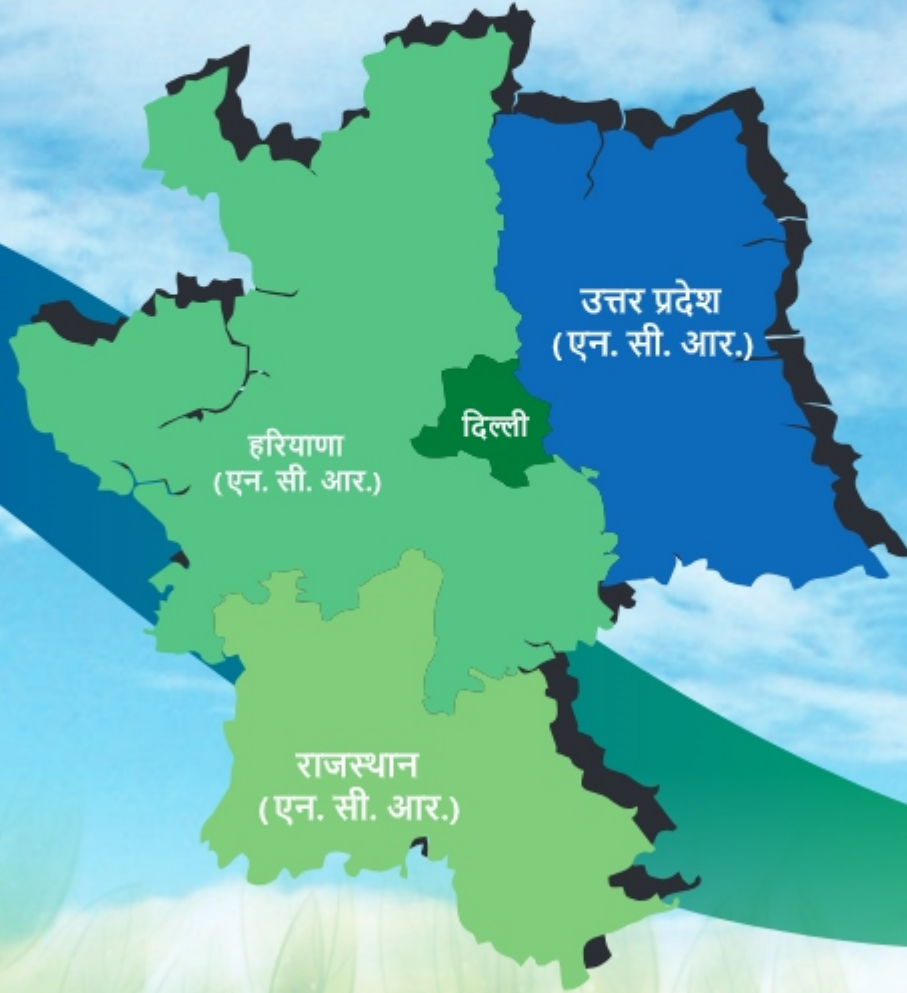 उत्तर प्रदेश
(एन. सी. आर.)
दिल्ली
हरियाणा
(एन. सी. आर.)
राजस्थान
(एन. सी. आर.)